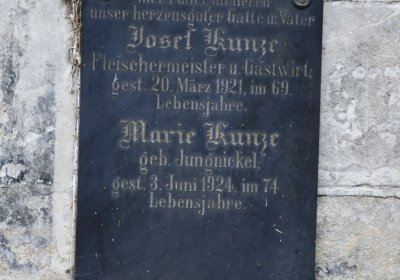 unser herzensguter Gatte u. Vater
Josef Kunze,
Fleischermeister u. Gastwirt,
gest. 20. März 1921, im 69.
Lebensjahre.
Marie Kunze
geb. Jungnickel,
gest. 3. Juni 1924, im 74.
Lebensjahre.